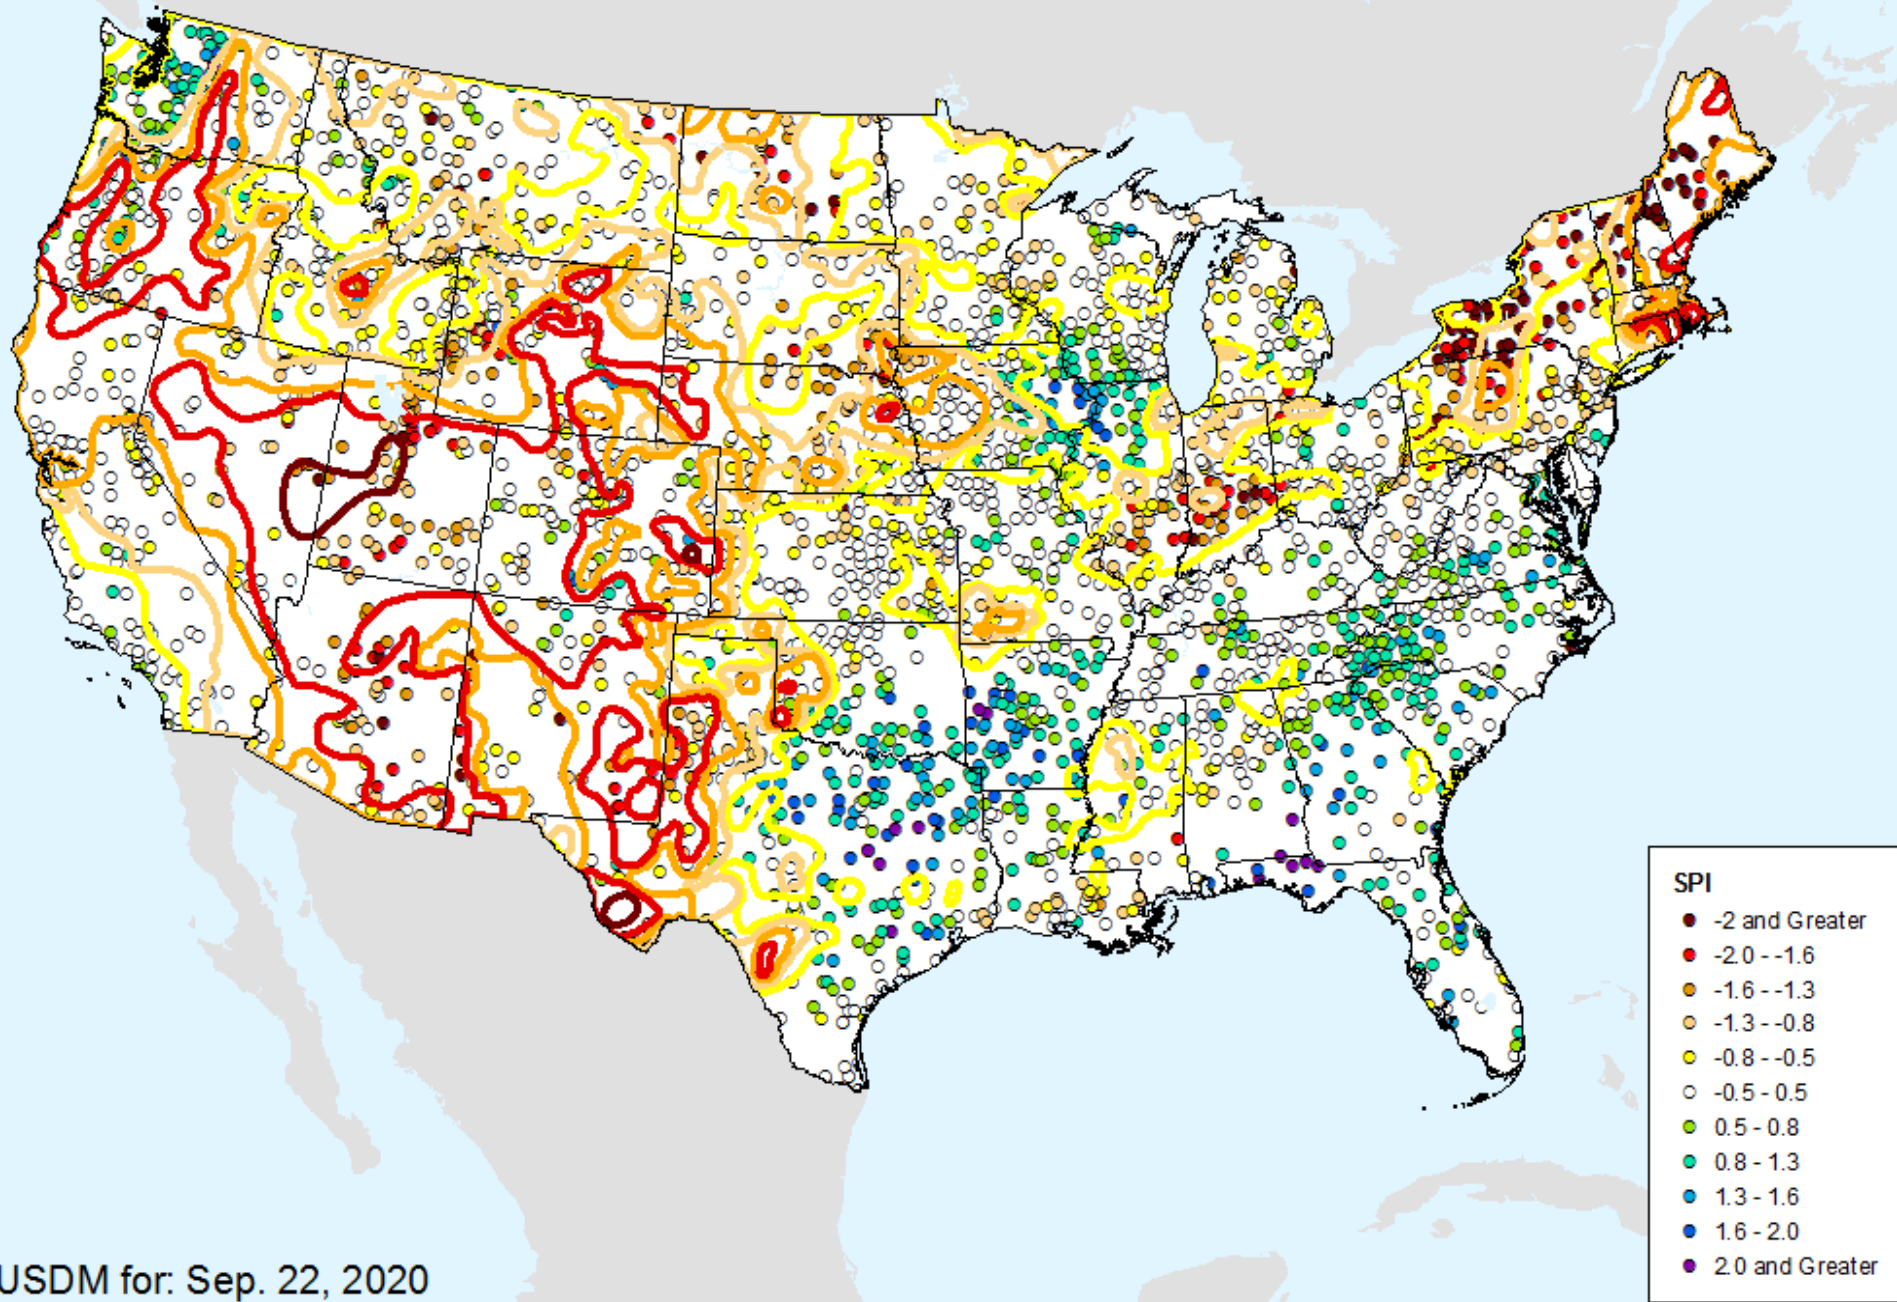 SPI
-2 and Greater
-2.0 - -1.6
-1.6 - -1.3
-1.3 - -0.8
-0.8 - -0.5
-0.5 - 0.5
0.5 - 0.8
0.8 - 1.3
1.3 - 1.6
1.6 - 2.0
2.0 and Greater
USDM for: Sep. 22, 2020